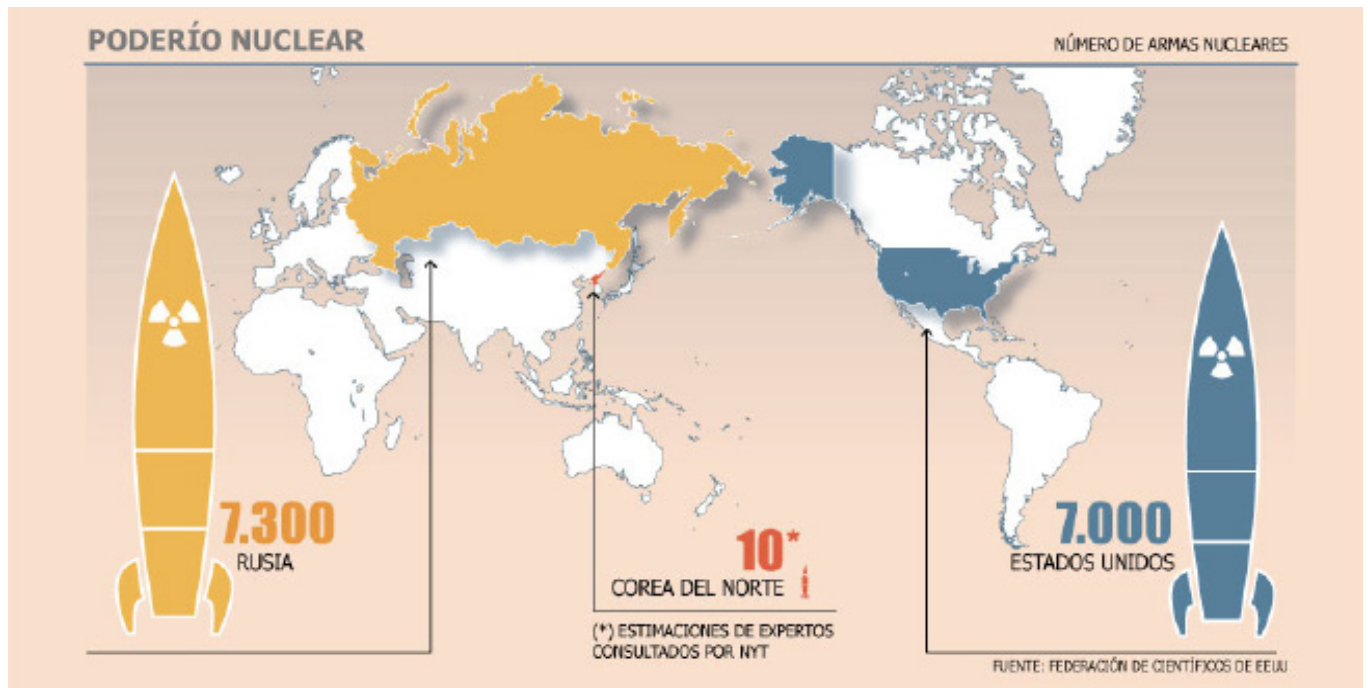 PODERÍO NUCLEAR
NÚMERO DE ARMAS NUCLEARES
7.300
RUSIA
10*
COREA DEL NORTE
(*) ESTIMACIONES DE EXPERTOS
CONSULTADOS POR NYT
7.000
ESTADOS UNIDOS
FUENTE: FEDERACIÓN DE CIENTÍFICOS DE EEUU